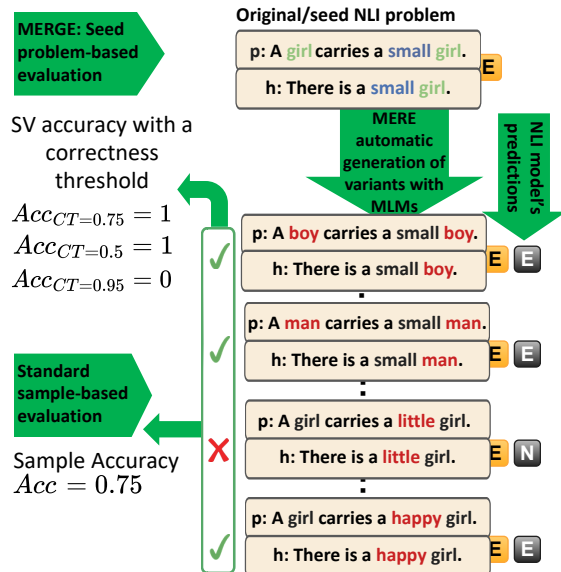 MERGE: Seed
problem-based
evaluation
Original/seed NLI problem
p: A girl carries a small girl.
h: There is a small girl.
E
MERE
automatic
generation of
variants with
MLMs
NLI model's
predictions
SV accuracy with a
correctness
threshold
Acc_{CT=0.75} = 1
Acc_{CT=0.5} = 1
Acc_{CT=0.95} = 0
p: A boy carries a small boy.
h: There is a small boy.
E E
p: A man carries a small man.
h: There is a small man.
E E
Standard
sample-based
evaluation
Sample Accuracy
Acc = 0.75
p: A girl carries a little girl.
h: There is a little girl.
E N
p: A girl carries a happy girl.
h: There is a happy girl.
E E